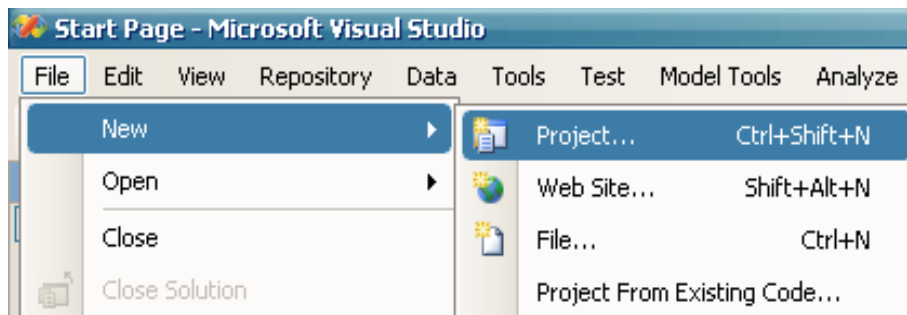 Start Page - Microsoft Visual Studio
File Edit View Repository Data Tools Test Model Tools Analyze
New
Project... Ctrl+Shift+N
Open
Web Site... Shift+Alt+N
Close
File... Ctrl+N
Close Solution
Project From Existing Code...